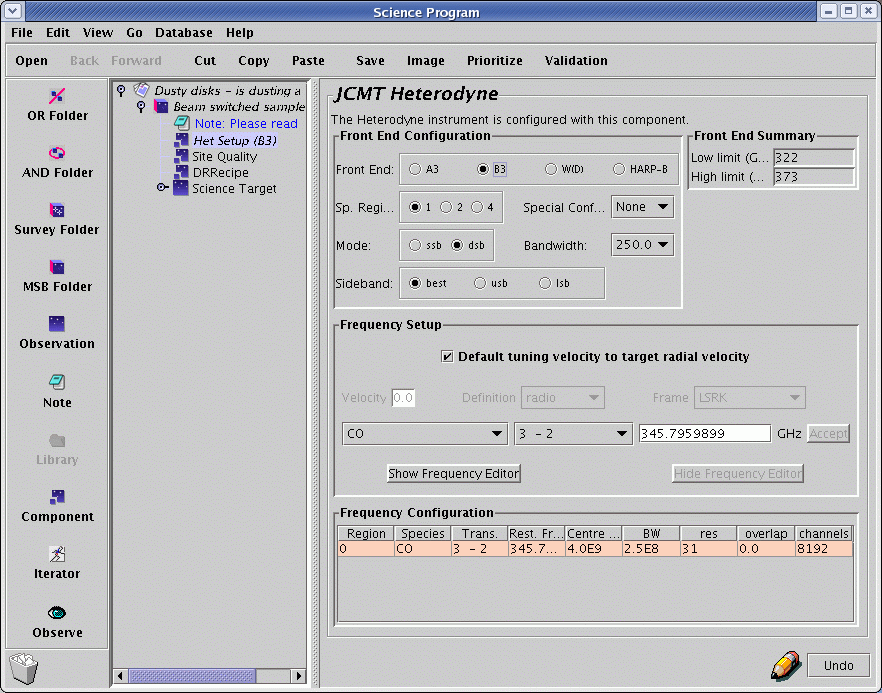 Science Program
File Edit View Go Database Help
Open Back Forward Cut Copy Paste Save Image Prioritize Validation
OR Folder
AND Folder
Survey Folder
MSB Folder
Observation
Note
Library
Component
Iterator
Observe
Dusty disks - is dusting a
Beam switched sample
Note: Please read
Het Setup (B3)
Site Quality
DRRecipe
Science Target
JCMT Heterodyne
The Heterodyne instrument is configured with this component.
Front End Configuration
Front End: A3 B3 W(D) HARP-B
Sp. Regi... 1 2 4 Special Conf... None
Mode: ssb dsb Bandwidth: 250.0
Sideband: best usb lsb
Front End Summary
Low limit (G... 322
High limit (... 373
Frequency Setup
Default tuning velocity to target radial velocity
Velocity 0.0 Definition radio Frame LSRK
CO 3 - 2 345.7959899 GHz Accept
Show Frequency Editor Hide Frequency Editor
Frequency Configuration
Region Species Trans. Rest. Fr... Centre ... BW res overlap channels
0 CO 3 - 2 345.7... 4.0E9 2.5E8 31 0.0 8192
Undo